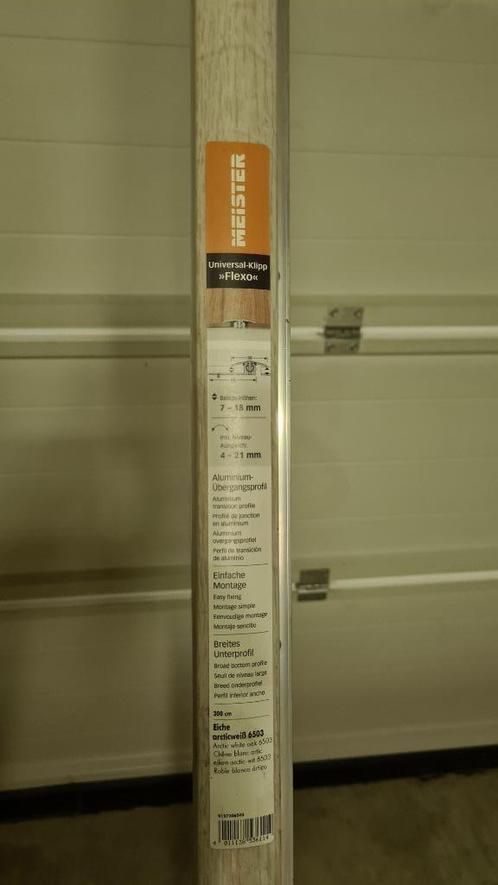 MEISTER
Universal-Klipp
»Flexo«
7 – 18 mm
inkl. Niveau-
Ausgleich:
4 – 21 mm
Aluminium-
Übergangsprofil
Aluminium
transition profile
Profilé de jonction
en aluminium
Aluminium
overgangsprofiel
Perfil de transición
de aluminio
Einfache
Montage
Easy fixing
Montage simple
Eenvoudige montage
Montaje sencillo
Breites
Unterprofil
Broad bottom profile
Seuil de niveau large
Breed onderprofiel
Perfil inferior ancho
300 cm
Eiche
arcticweiß 6503
Arctic white oak 6503
Chêne blanc artic
eiken arctic wit 6503
Roble blanco ártico